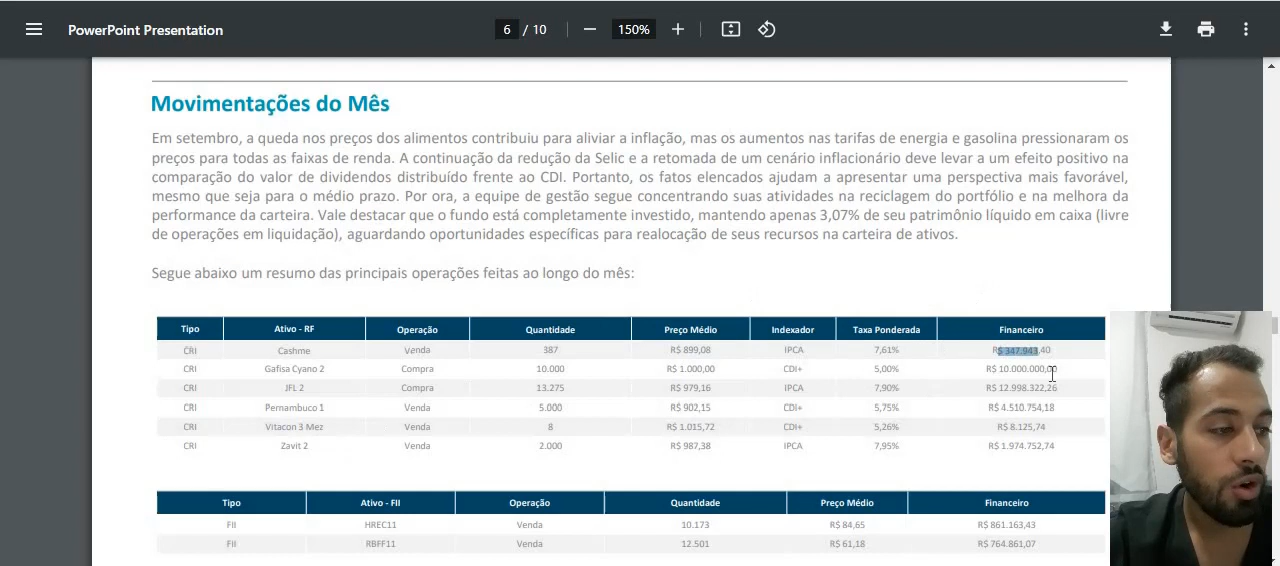 PowerPoint Presentation
6 / 10
150%
Movimentações do Mês
Em setembro, a queda nos preços dos alimentos contribuiu para aliviar a inflação, mas os aumentos nas tarifas de energia e gasolina pressionaram os
preços para todas as faixas de renda. A continuação da redução da Selic e a retomada de um cenário inflacionário deve levar a um efeito positivo na
comparação do valor de dividendos distribuído frente ao CDI. Portanto, os fatos elencados ajudam a apresentar uma perspectiva mais favorável,
mesmo que seja para o médio prazo. Por ora, a equipe de gestão segue concentrando suas atividades na reciclagem do portfólio e na melhora da
performance da carteira. Vale destacar que o fundo está completamente investido, mantendo apenas 3,07% de seu patrimônio líquido em caixa (livre
de operações em liquidação), aguardando oportunidades específicas para realocação de seus recursos na carteira de ativos.
Segue abaixo um resumo das principais operações feitas ao longo do mês:
Tipo Ativo - RF Operação Quantidade Preço Médio Indexador Taxa Ponderada Financeiro
CRI Cashme Venda 387 R$ 899,08 IPCA 7,61% R$ 347.943,40
CRI Gafisa Cyano 2 Compra 10.000 R$ 1.000,00 CDI+ 5,00% R$ 10.000.000,00
CRI JFL 2 Compra 13.275 R$ 979,16 IPCA 7,90% R$ 12.998.322,26
CRI Pernambuco 1 Venda 5.000 R$ 902,15 CDI+ 5,75% R$ 4.510.754,18
CRI Vitacon 3 Mez Venda 8 R$ 1.015,72 CDI+ 5,26% R$ 8.125,74
CRI Zavit 2 Venda 2.000 R$ 987,38 IPCA 7,95% R$ 1.974.752,74
Tipo Ativo - FII Operação Quantidade Preço Médio Financeiro
FII HREC11 Venda 10.173 R$ 84,65 R$ 861.163,43
FII RBFF11 Venda 12.501 R$ 61,18 R$ 764.861,07